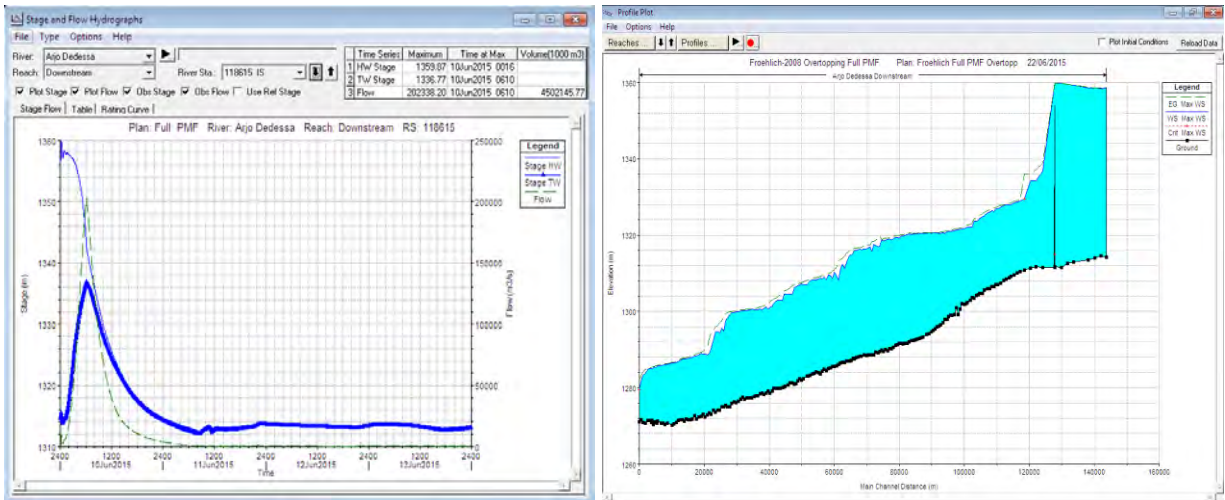 Stage and Flow Hydrographs
File Type Options Help
River: Arjo Dedessa
Reach: Downstream River Sta.: 118615 IS
Plot Stage Plot Flow Obs Stage Obs Flow Use Ref Stage
Time Series Maximum Time at Max Volume(1000 m3)
1 HW Stage 1359.87 10Jun2015 0016
2 TW Stage 1336.77 10Jun2015 0610
3 Flow 202338.20 10Jun2015 0610 4502145.77
Stage Flow Table Rating Curve
Plan: Full PMF River: Arjo Dedessa Reach: Downstream RS: 118615
Legend
Stage HW
Stage TW
Flow
Stage (m)
1360
1350
1340
1330
1320
1310
250000
200000
150000
100000
50000
0
Flow (m3/s)
2400 1200 2400 1200 2400 1200 2400 1200 2400
10Jun2015 11Jun2015 12Jun2015 13Jun2015
Time
Profile Plot
File Options Help
Reaches ... Profiles ... Plot Initial Conditions Reload Data
Froehlich-2008 Overtopping Full PMF Plan: Froehlich Full PMF Overtopp 22/06/2015
Arjo Dedessa Downstream
Legend
EG Max WS
WS Max WS
Crit Max WS
Ground
Elevation (m)
1360
1340
1320
1300
1280
1260
0 20000 40000 60000 80000 100000 120000 140000 160000
Main Channel Distance (m)